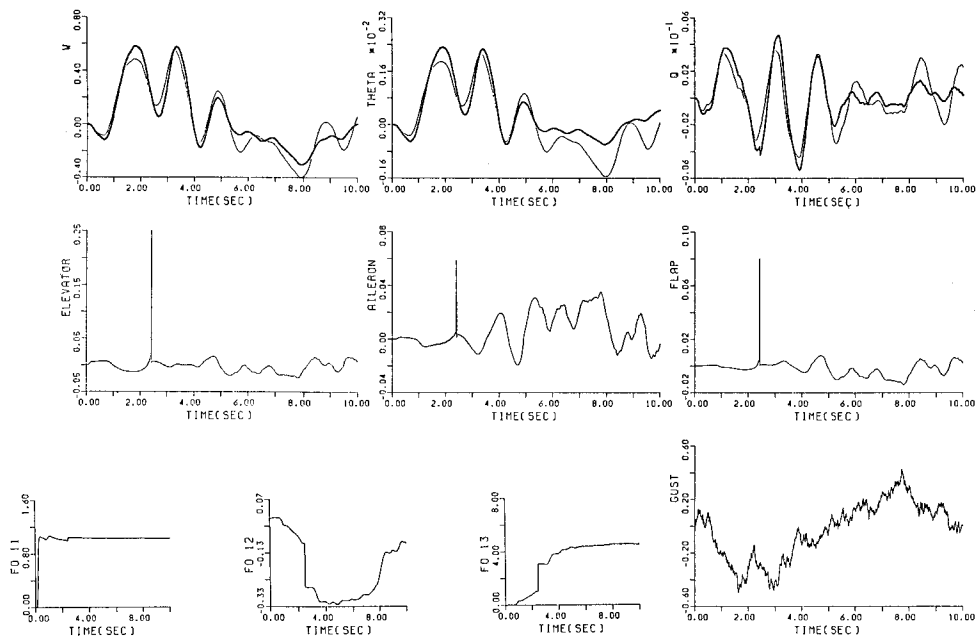 W
0.80
0.40
0.00
-0.40
0.00 2.00 4.00 6.00 8.00 10.00
TIME(SEC)
THETA ×10⁻²
0.32
0.16
0.00
-0.16
0.00 2.00 4.00 6.00 8.00 10.00
TIME(SEC)
Q ×10⁻¹
0.06
0.02
-0.02
-0.06
0.00 2.00 4.00 6.00 8.00 10.00
TIME(SEC)
ELEVATOR
0.25
0.15
0.05
-0.05
0.00 2.00 4.00 6.00 8.00 10.00
TIME(SEC)
AILERON
0.08
0.04
0.00
-0.04
0.00 2.00 4.00 6.00 8.00 10.00
TIME(SEC)
FLAP
0.10
0.06
0.02
-0.02
0.00 2.00 4.00 6.00 8.00 10.00
TIME(SEC)
FO 11
1.60
0.80
0.00
0.00 8.00
TIME(SEC)
FO 12
0.07
-0.13
-0.33
0.00 8.00
TIME(SEC)
FO 13
8.00
4.00
0.00
0.00 8.00
TIME(SEC)
GUST
0.60
0.20
-0.20
-0.40
0.00 2.00 4.00 6.00 8.00 10.00
TIME(SEC)